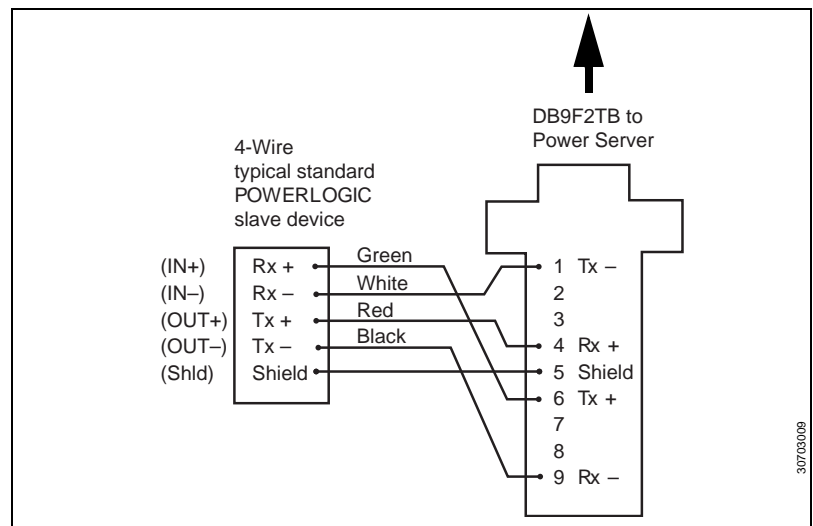 DB9F2TB to
Power Server
4-Wire
typical standard
POWERLOGIC
slave device
(IN+) Rx + Green
(IN–) Rx – White
(OUT+) Tx + Red
(OUT–) Tx – Black
(Shld) Shield
1 Tx –
2
3
4 Rx +
5 Shield
6 Tx +
7
8
9 Rx –
30703009